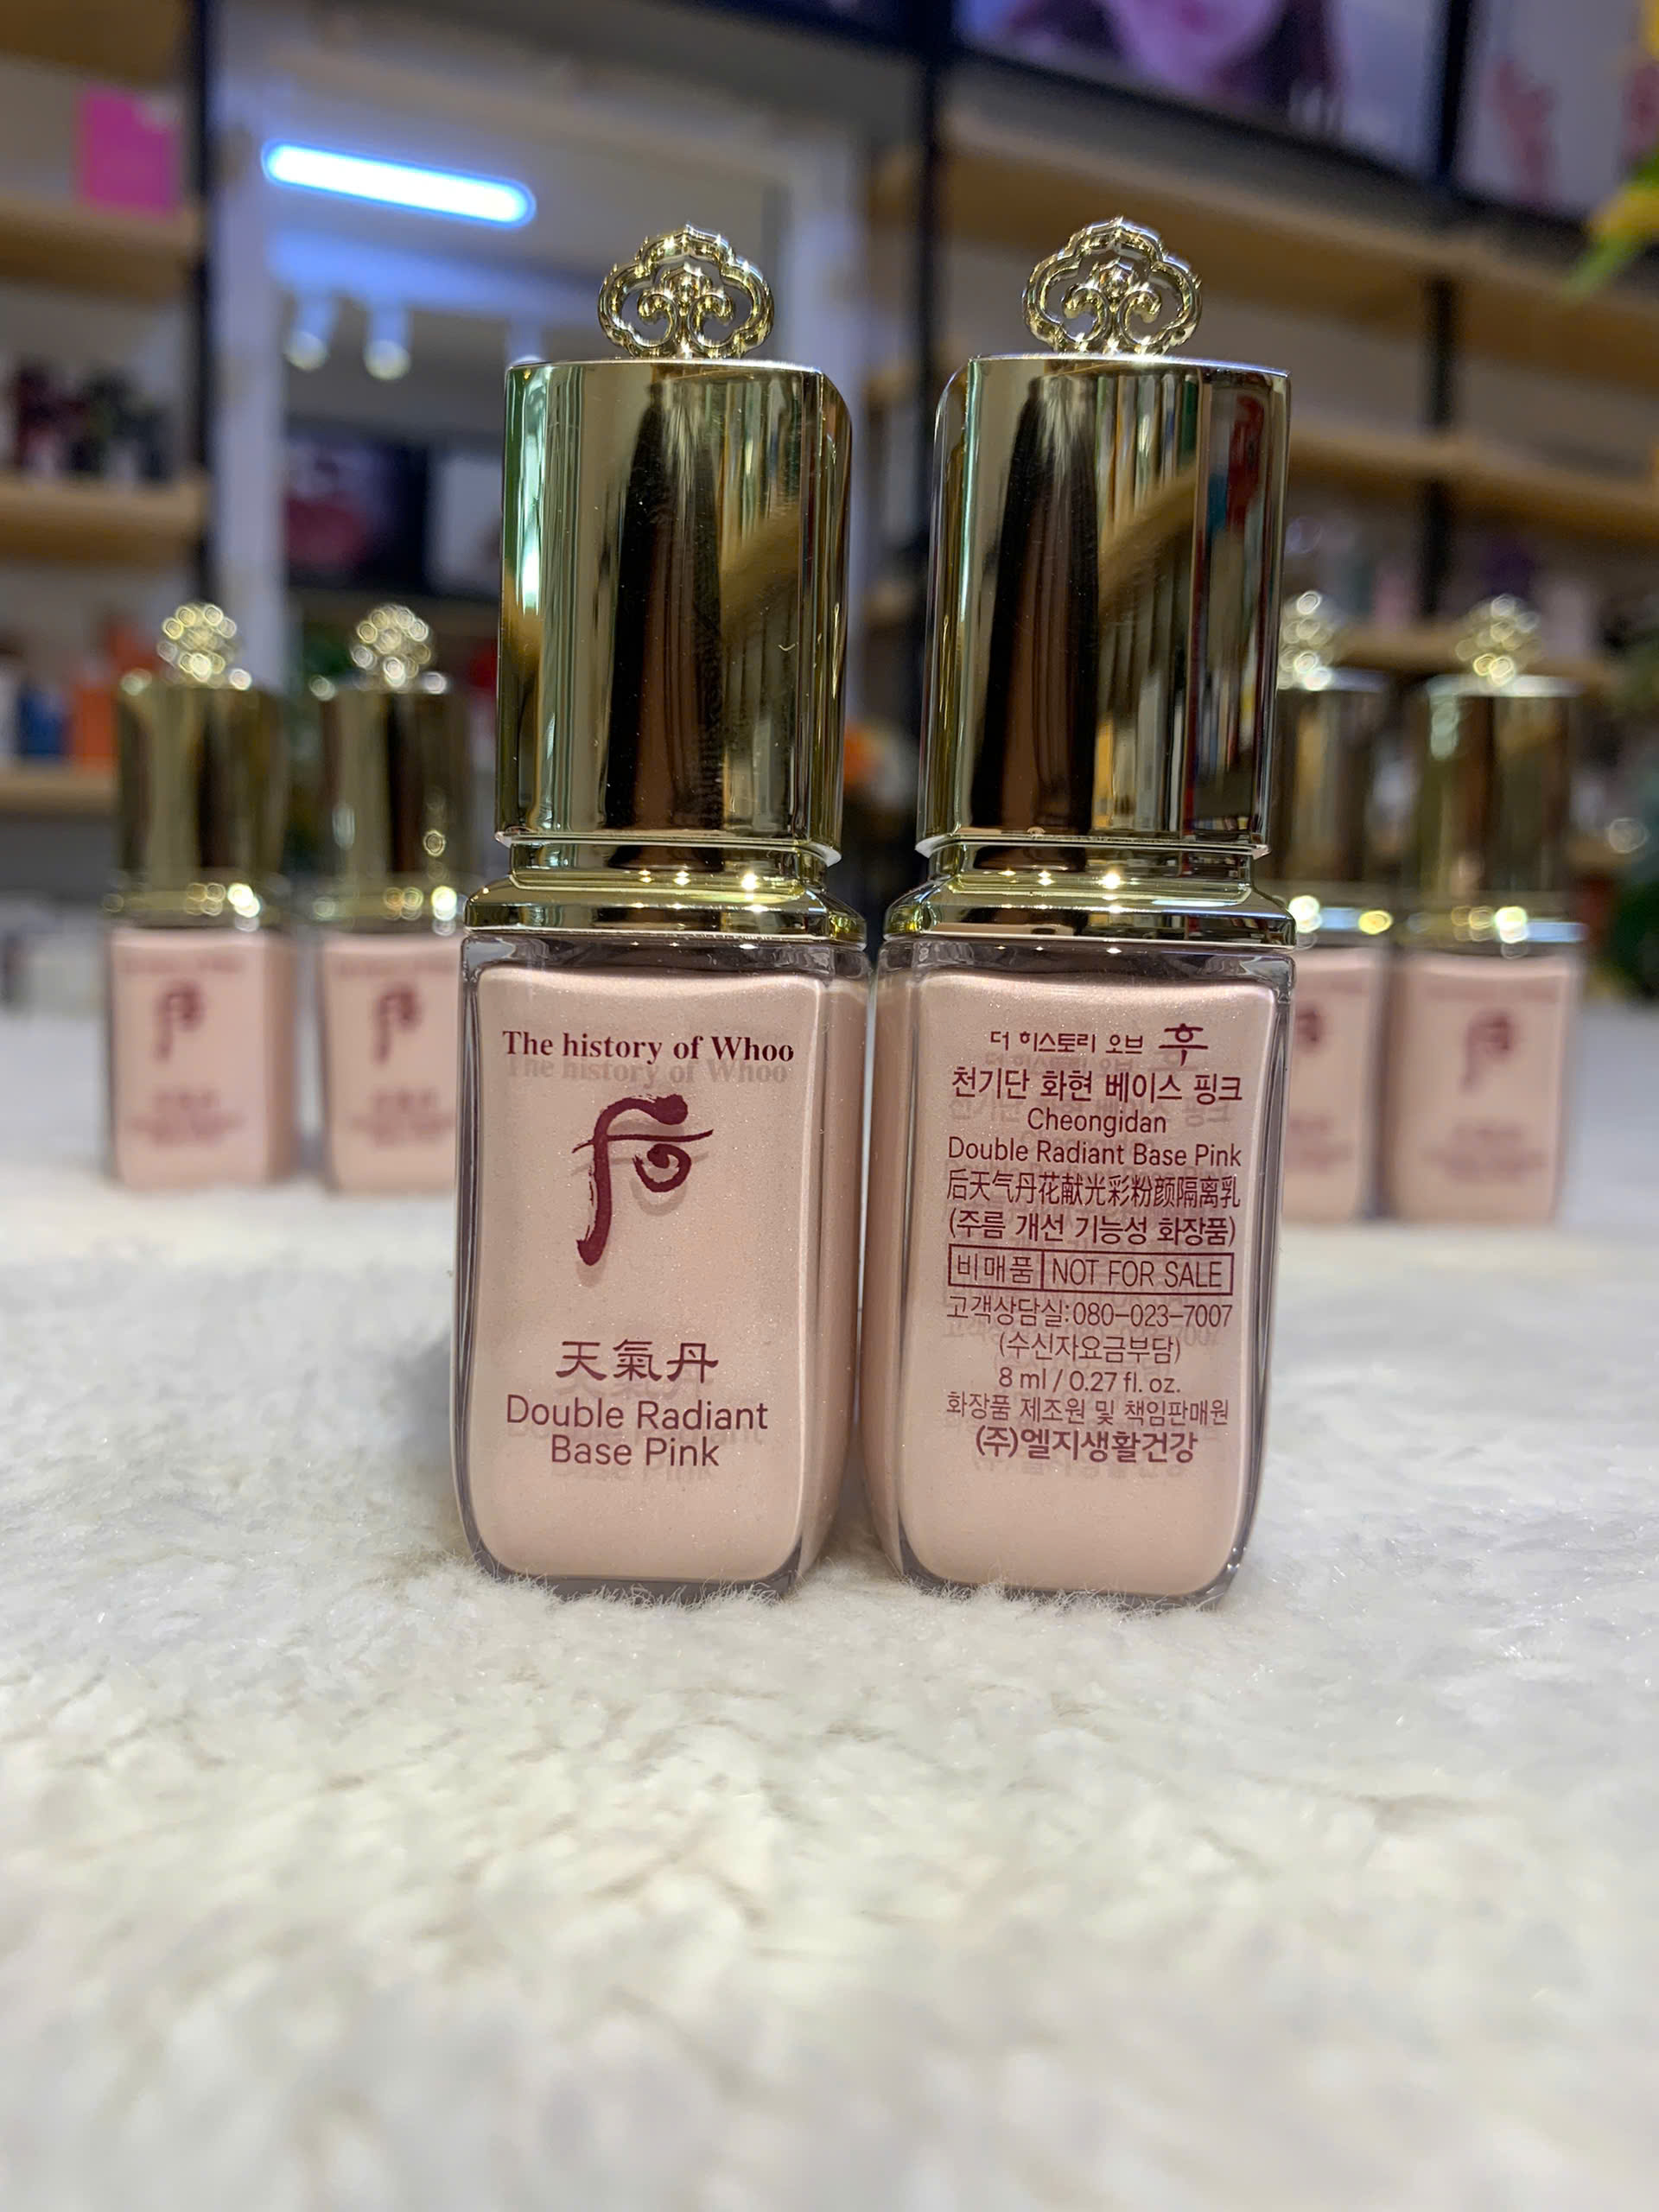 The history of Whoo
后
天氣丹
Double Radiant
Base Pink
더 히스토리 오브 후
천기단 화현 베이스 핑크
Cheongidan
Double Radiant Base Pink
后天气丹花献光彩粉颜隔离乳
(주름 개선 기능성 화장품)
비매품 NOT FOR SALE
고객상담실:080-023-7007
(수신자요금부담)
8 ml / 0.27 fl. oz.
화장품 제조원 및 책임판매원
(주)엘지생활건강